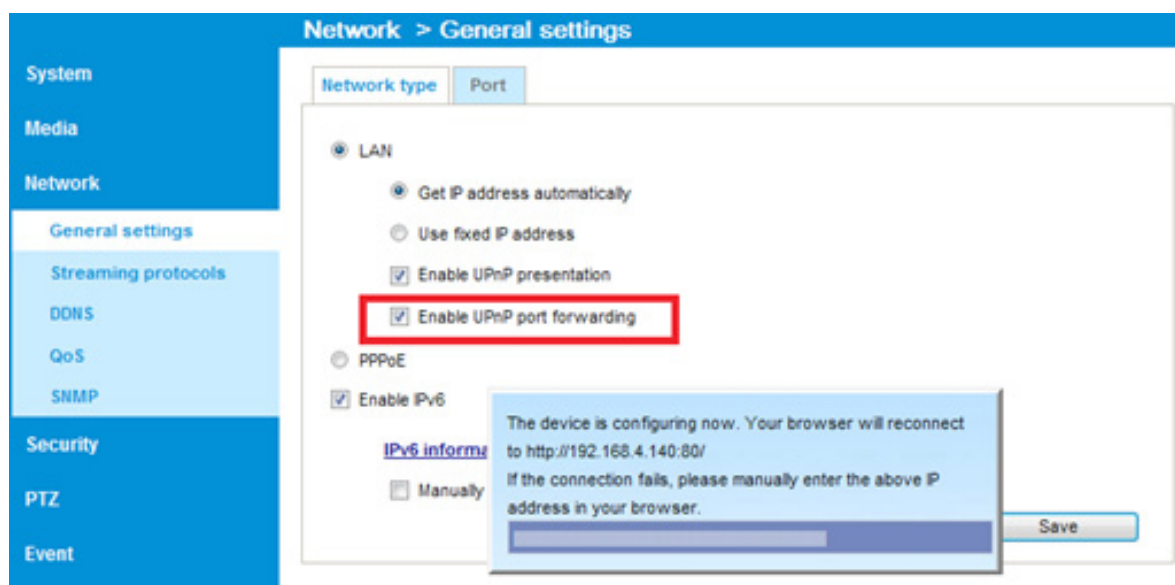 Network > General settings
System
Media
Network
General settings
Streaming protocols
DDNS
QoS
SNMP
Security
PTZ
Event
Network type
Port
LAN
Get IP address automatically
Use fixed IP address
Enable UPnP presentation
Enable UPnP port forwarding
PPPoE
Enable IPv6
IPv6 informa
Manually
The device is configuring now. Your browser will reconnect
to http://192.168.4.140:80/
If the connection fails, please manually enter the above IP
address in your browser.
Save